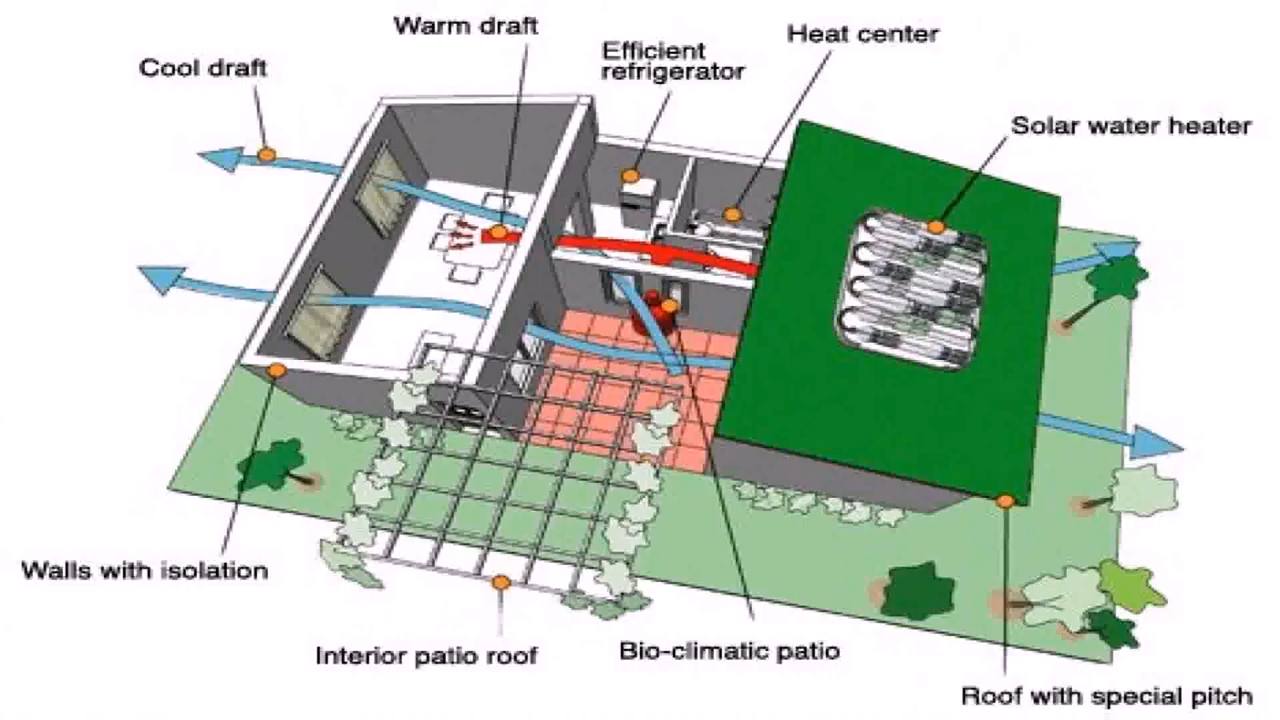 Warm draft
Cool draft
Efficient
refrigerator
Heat center
Solar water heater
Walls with isolation
Interior patio roof
Bio-climatic patio
Roof with special pitch